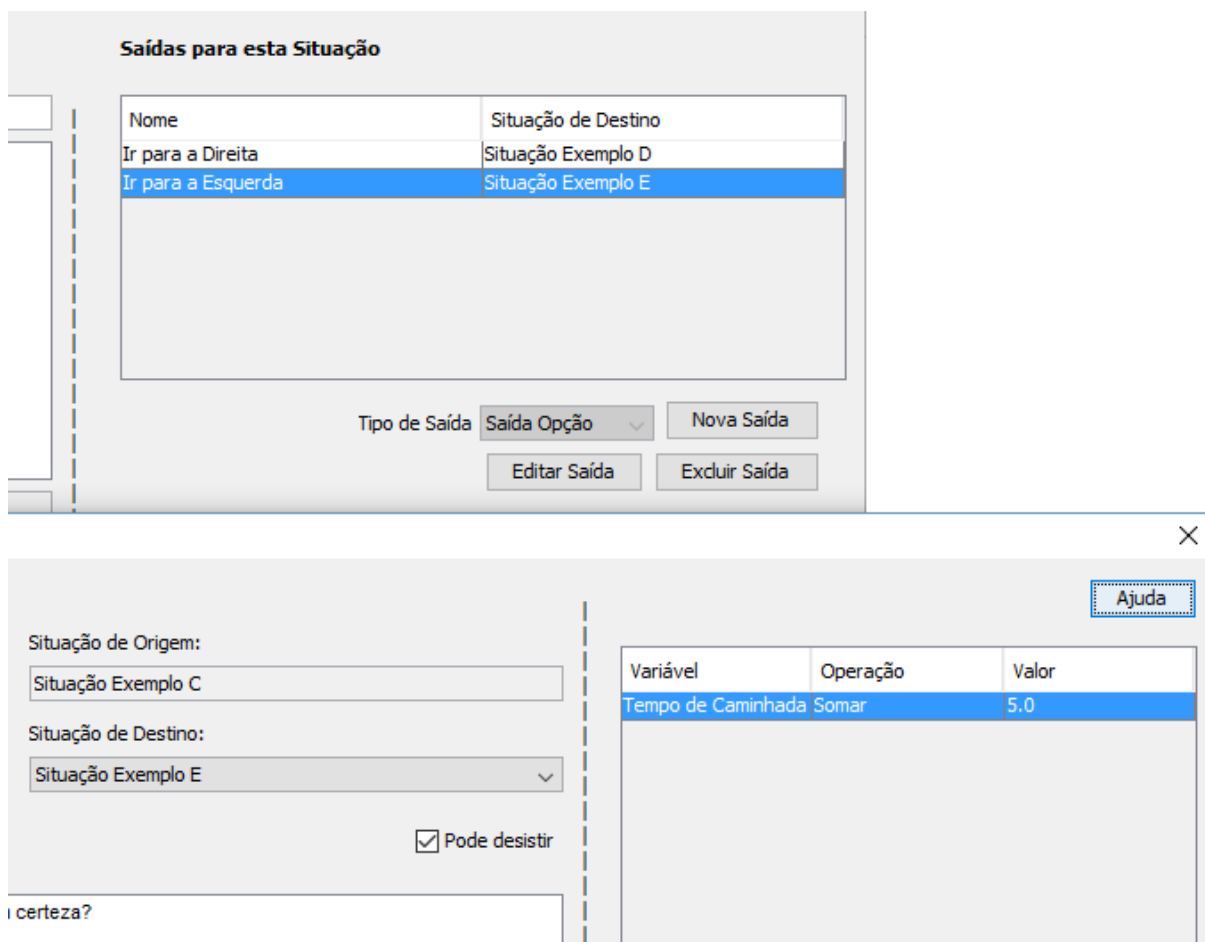 Saídas para esta Situação
Nome Situação de Destino
Ir para a Direita Situação Exemplo D
Ir para a Esquerda Situação Exemplo E
Tipo de Saída Saída Opção Nova Saída
Editar Saída Excluir Saída
Ajuda
Situação de Origem:
Situação Exemplo C
Situação de Destino:
Situação Exemplo E
Pode desistir
certeza?
Variável Operação Valor
Tempo de Caminhada Somar 5.0